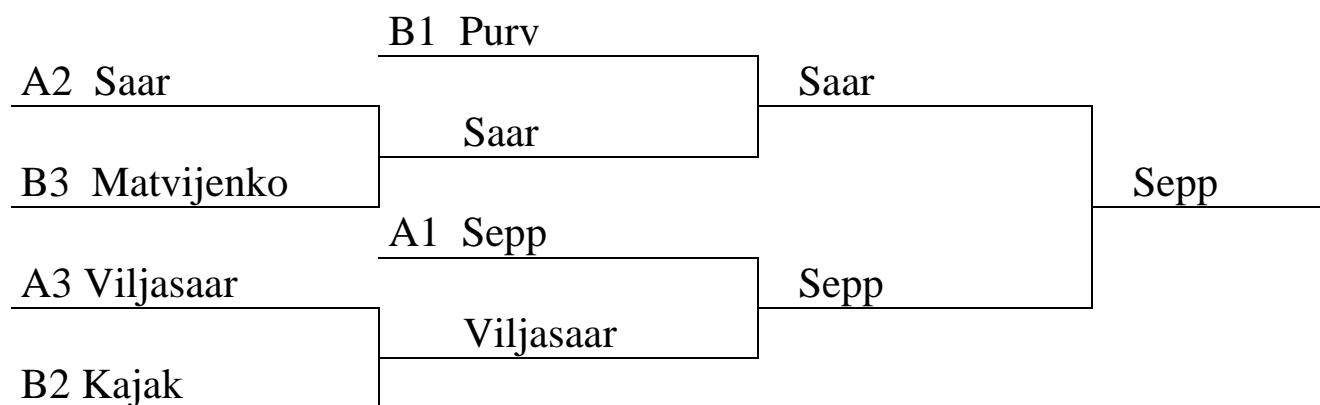 B1 Purv
A2 Saar
Saar
Saar
B3 Matvijenko
Sepp
A1 Sepp
A3 Viljasaar
Sepp
Viljasaar
B2 Kajak